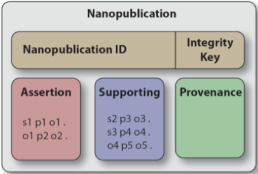 Nanopublication
Nanopublication ID
Integrity
Key
Assertion
s1 p1 o1 .
o1 p2 o2 .
Supporting
s2 p3 o3 .
s3 p4 o4 .
o4 p5 o5 .
Provenance